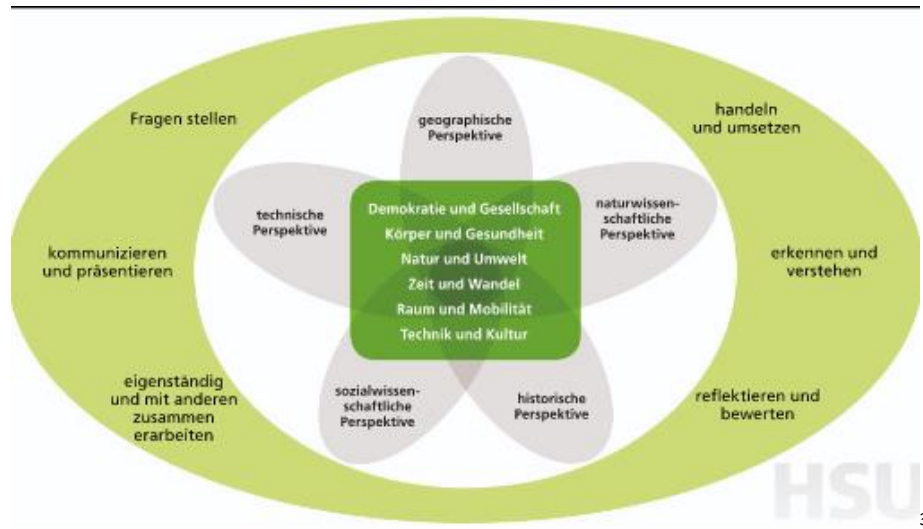 Fragen stellen
handeln
und umsetzen
geographische
Perspektive
technische
Perspektive
naturwissen-
schaftliche
Perspektive
Demokratie und Gesellschaft
Körper und Gesundheit
Natur und Umwelt
Zeit und Wandel
Raum und Mobilität
Technik und Kultur
kommunizieren
und präsentieren
erkennen und
verstehen
eigenständig
und mit anderen
zusammen
erarbeiten
sozialwissen-
schaftliche
Perspektive
historische
Perspektive
reflektieren und
bewerten
HSU